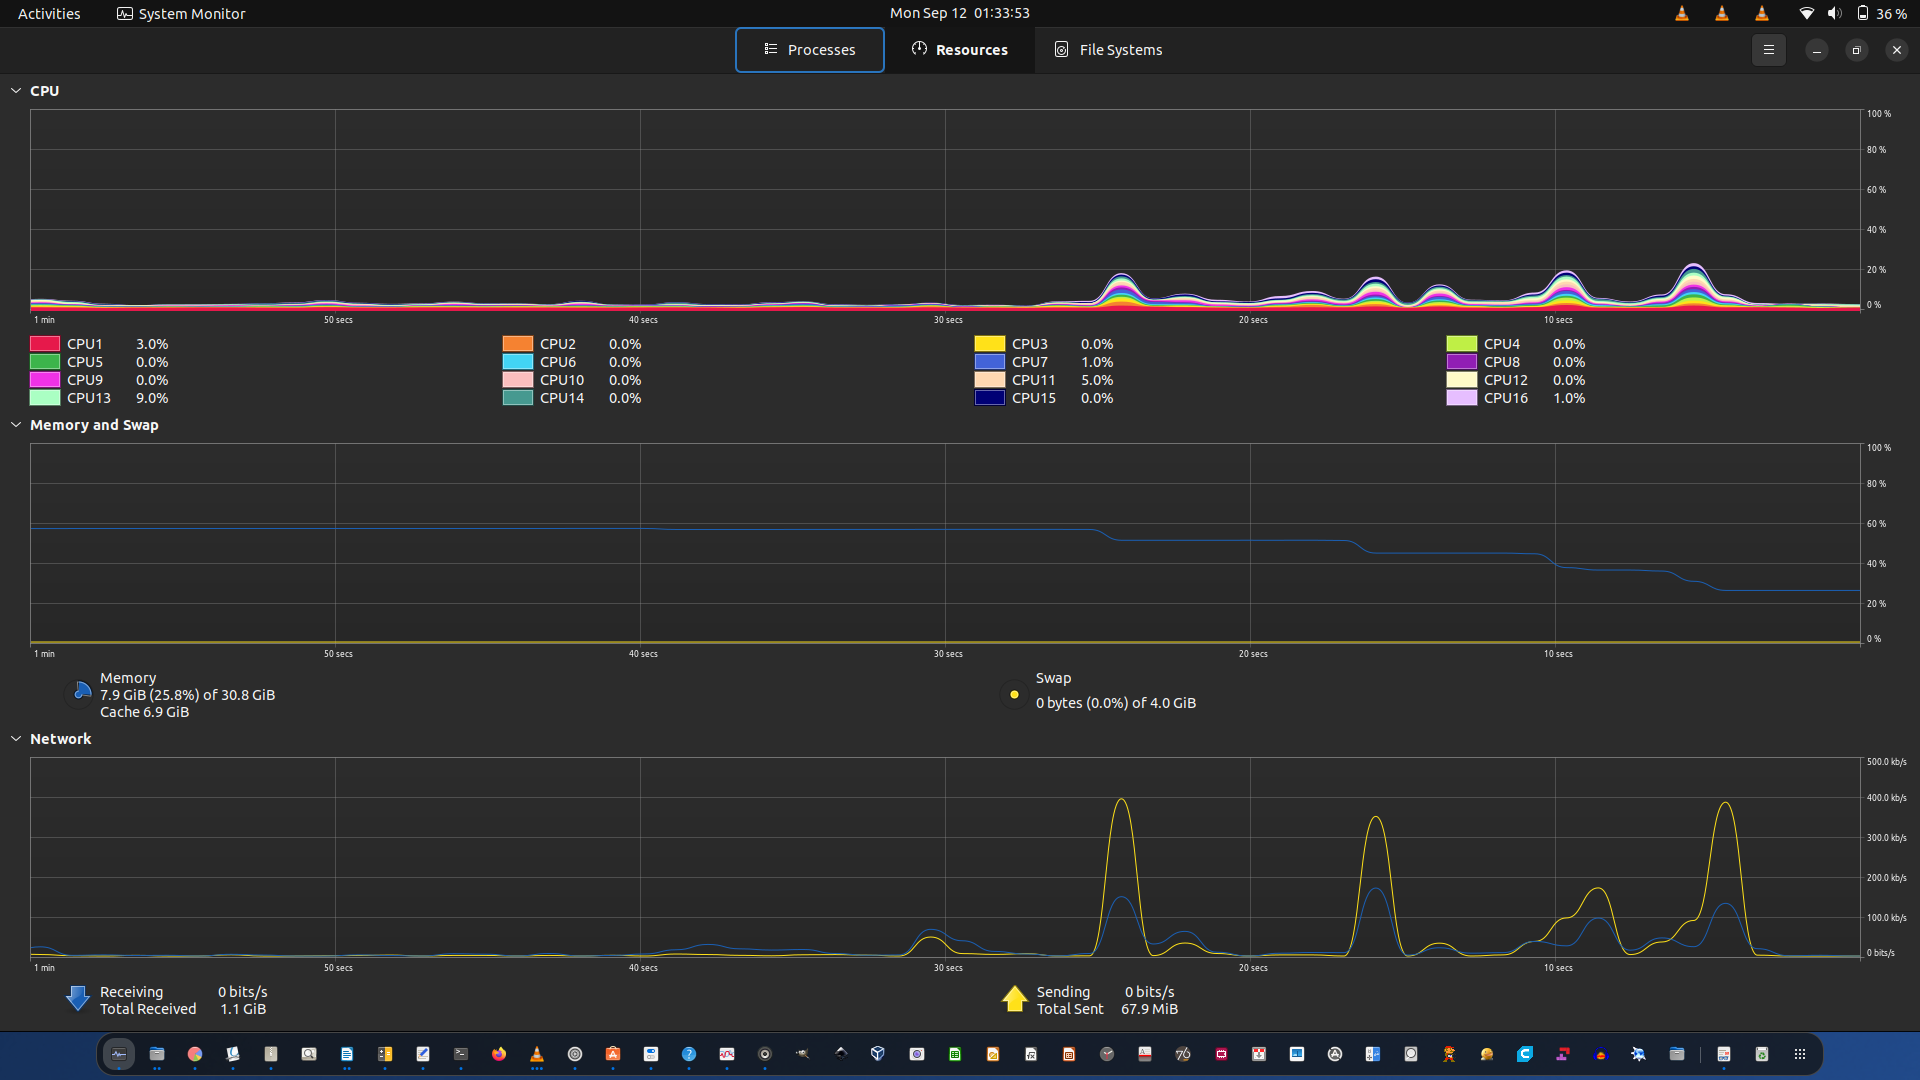 Activities System Monitor Mon Sep 12 01:33:53 36 %
Processes Resources File Systems
CPU
100 %
80 %
60 %
40 %
20 %
0 %
1 min 50 secs 40 secs 30 secs 20 secs 10 secs
CPU1 3.0% CPU2 0.0% CPU3 0.0% CPU4 0.0%
CPU5 0.0% CPU6 0.0% CPU7 1.0% CPU8 0.0%
CPU9 0.0% CPU10 0.0% CPU11 5.0% CPU12 0.0%
CPU13 9.0% CPU14 0.0% CPU15 0.0% CPU16 1.0%
Memory and Swap
100 %
80 %
60 %
40 %
20 %
0 %
1 min 50 secs 40 secs 30 secs 20 secs 10 secs
Memory Swap
7.9 GiB (25.8%) of 30.8 GiB 0 bytes (0.0%) of 4.0 GiB
Cache 6.9 GiB
Network
500.0 kb/s
400.0 kb/s
300.0 kb/s
200.0 kb/s
100.0 kb/s
0 bits/s
1 min 50 secs 40 secs 30 secs 20 secs 10 secs
Receiving 0 bits/s Sending 0 bits/s
Total Received 1.1 GiB Total Sent 67.9 MiB